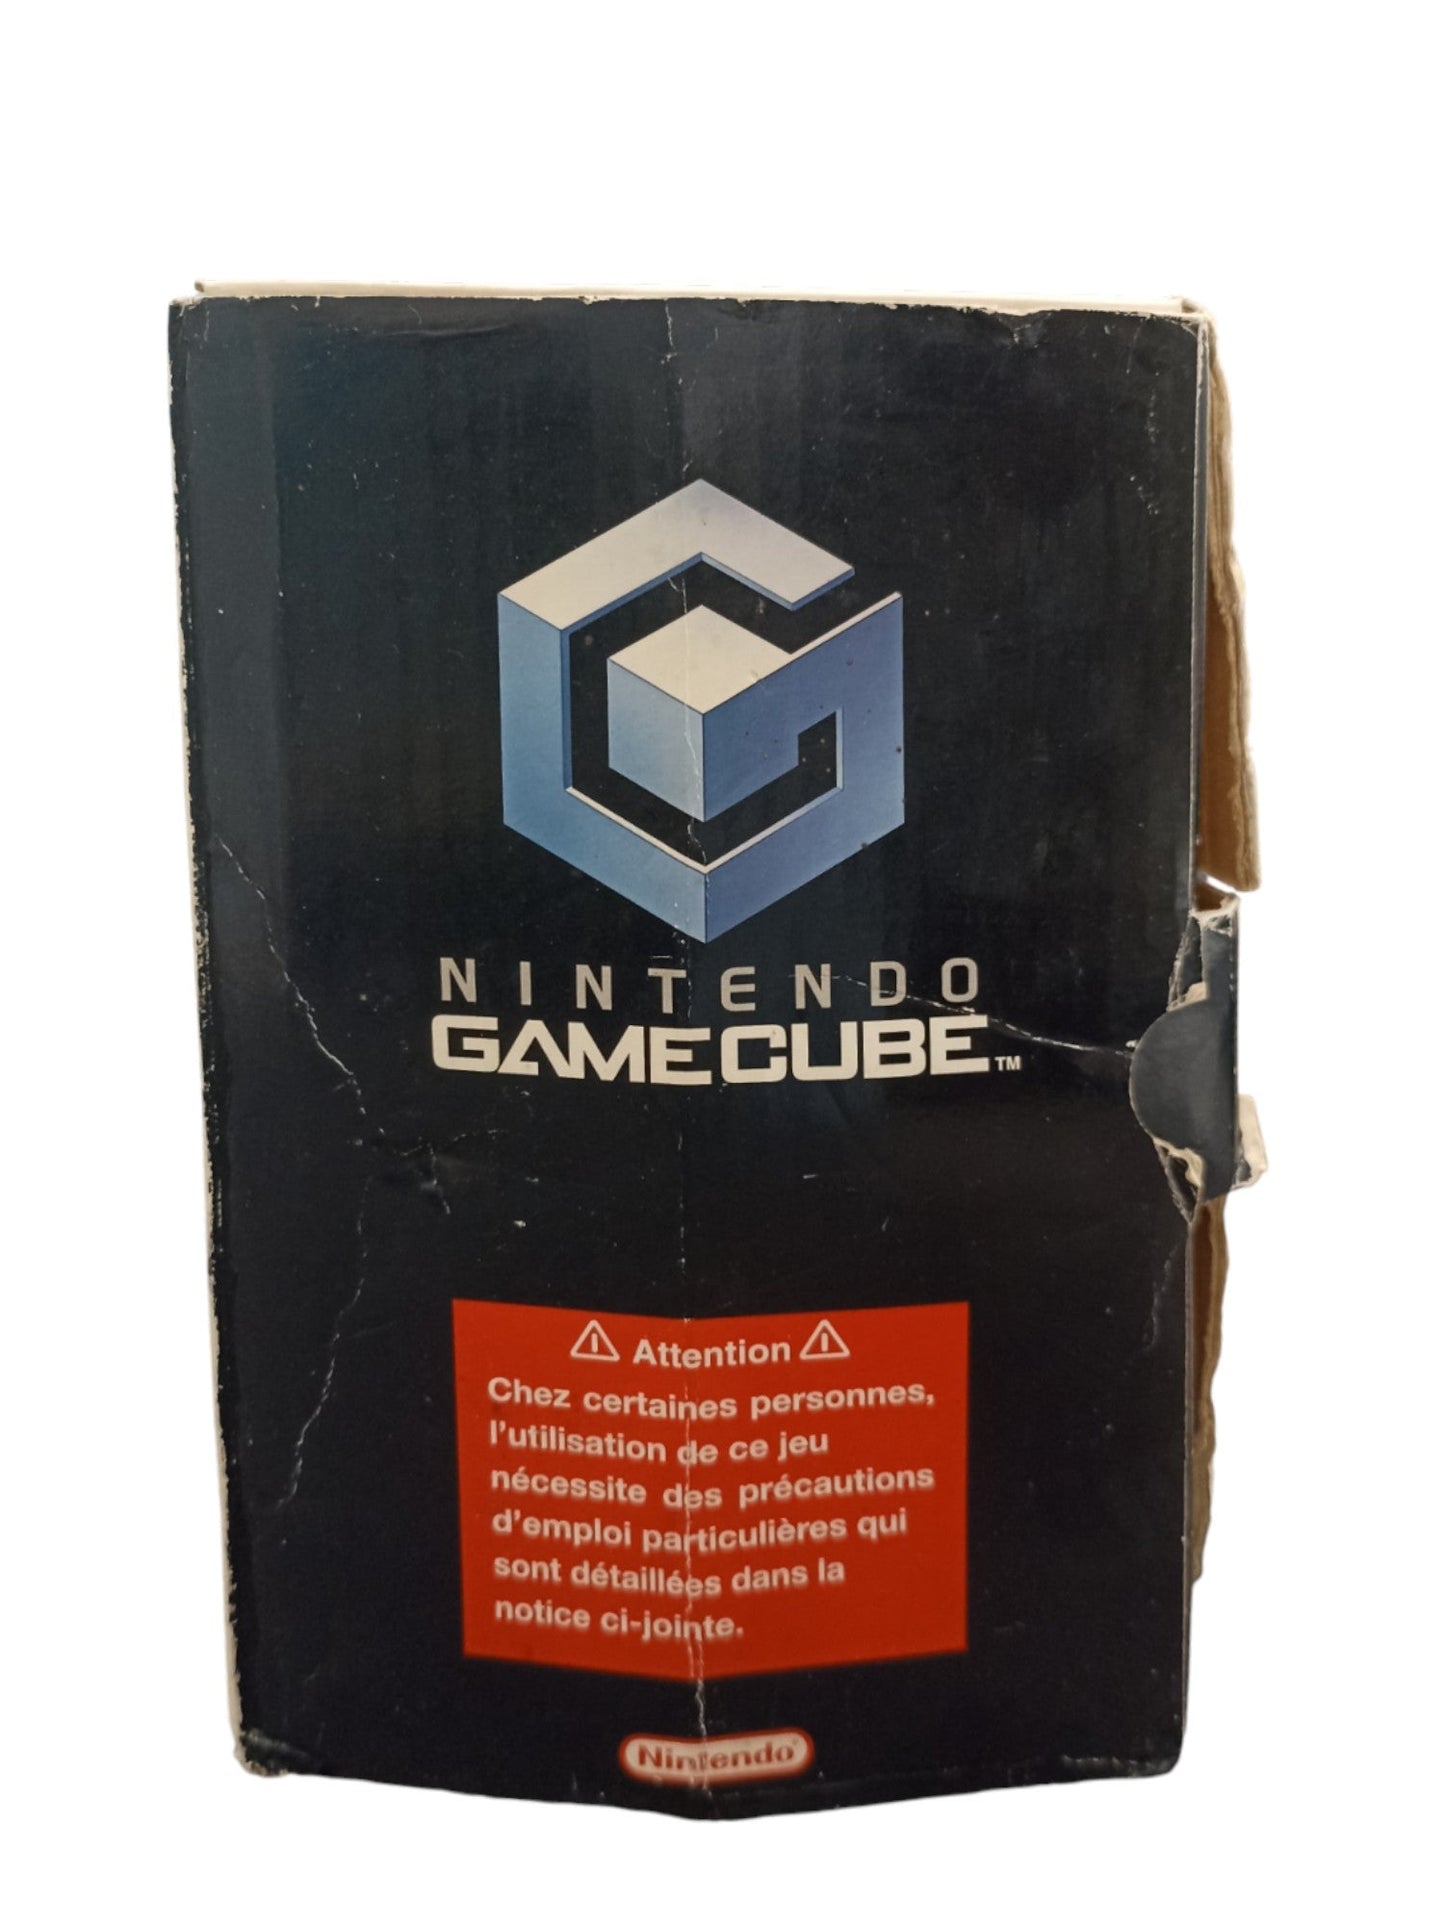 NINTENDO
GAMECUBE™
⚠ Attention ⚠
Chez certaines personnes,
l'utilisation de ce jeu
nécessite des précautions
d'emploi particulières qui
sont détaillées dans la
notice ci-jointe.
Nintendo®